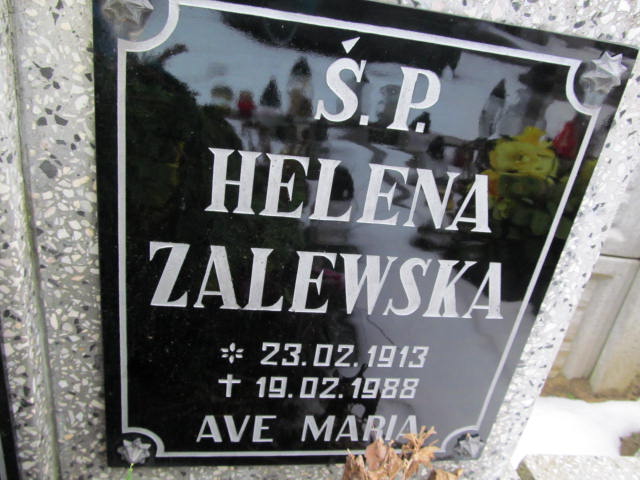 Ś.P.
HELENA
ZALEWSKA
* 23.02.1913
✝ 19.02.1988
AVE MARIA